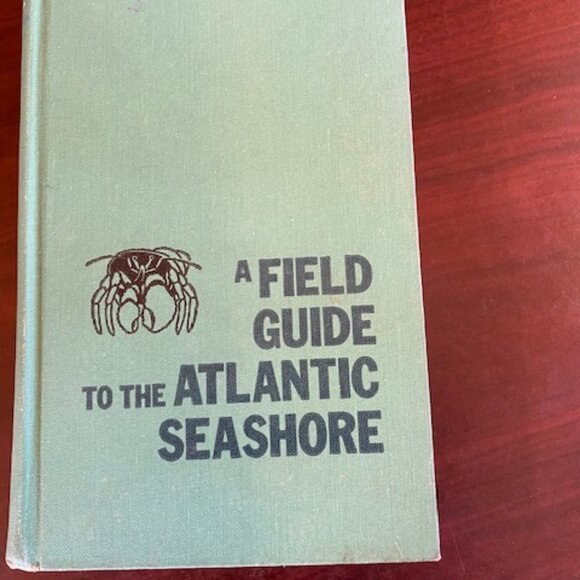 A FIELD
GUIDE
TO THE ATLANTIC
SEASHORE